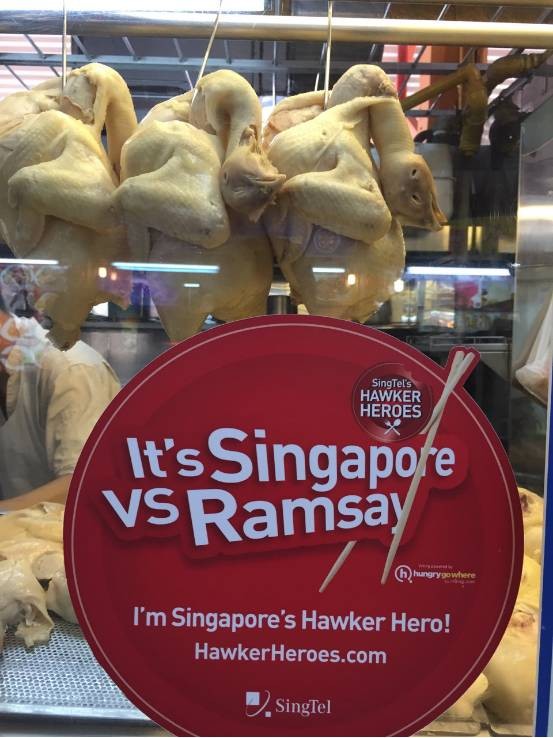 SingTel's
HAWKER
HEROES
It's Singapore
vs Ramsay
hungrygowhere
I'm Singapore's Hawker Hero!
HawkerHeroes.com
SingTel